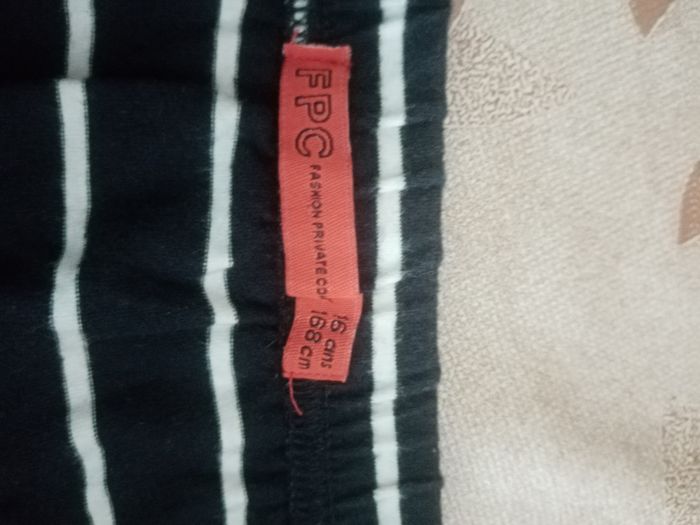 FPC
FASHION PRIVATE CO
16 ans
168 cm